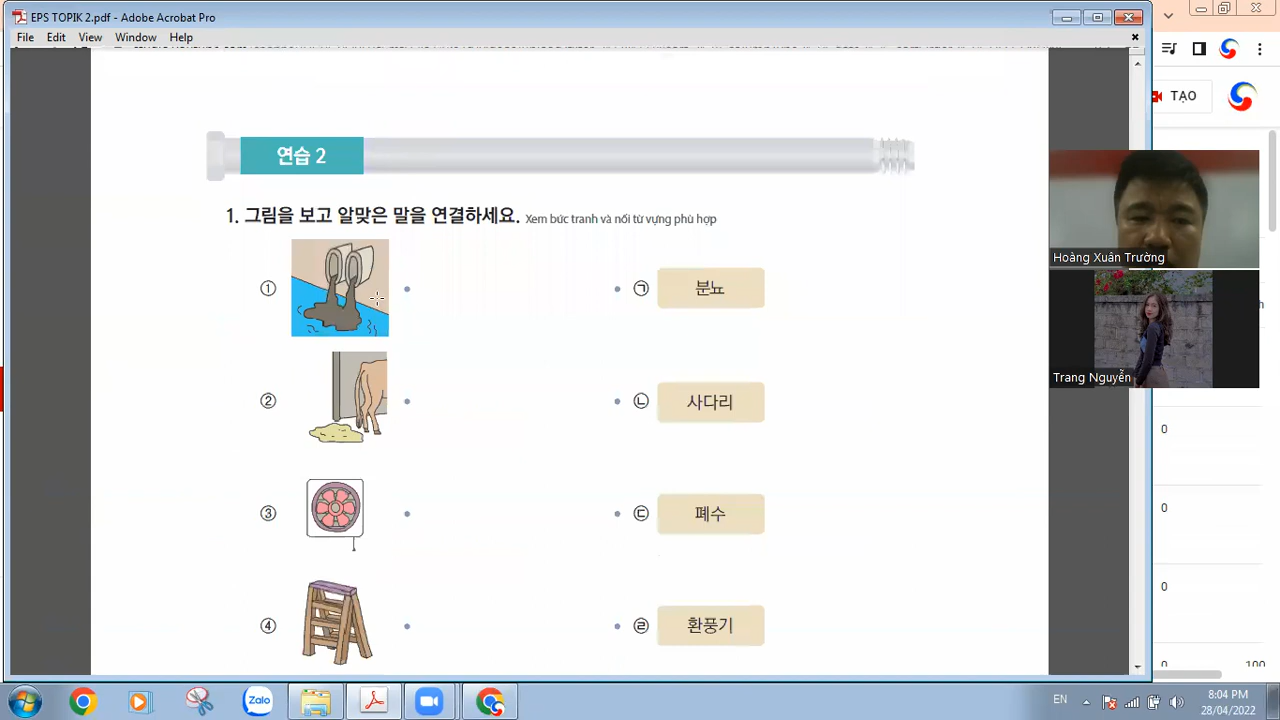 EPS TOPIK 2.pdf - Adobe Acrobat Pro
File Edit View Window Help
TẠO
연습 2
1. 그림을 보고 알맞은 말을 연결하세요. Xem bức tranh và nối từ vựng phù hợp
① ㉠ 분뇨
② ㉡ 사다리
③ ㉢ 폐수
④ ㉣ 환풍기
Hoàng Xuân Trường
Trang Nguyễn
0
0
0
0
100
Zalo
EN
8:04 PM
28/04/2022